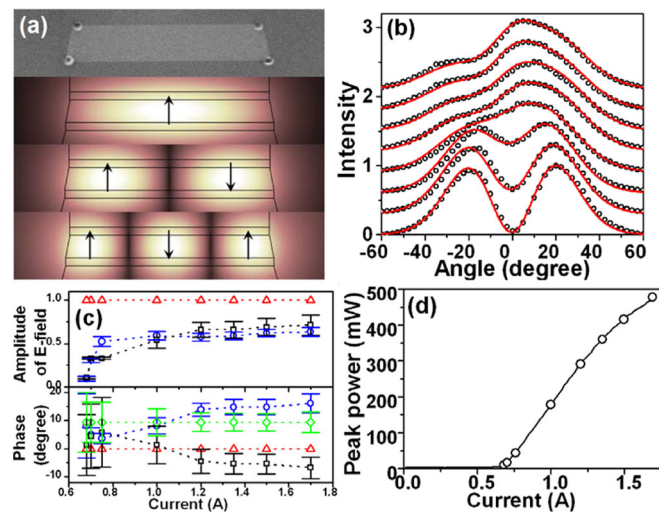 (a)
(b)
3
2
1
0
Intensity
-60 -40 -20 0 20 40 60
Angle (degree)
(c)
1.0
0.5
0.0
Amplitude
of E-field
20
10
0
-10
Phase
(degree)
0.6 0.8 1.0 1.2 1.4 1.6 1.8
Current (A)
(d)
500
400
300
200
100
0
Peak power (mW)
0.0 0.5 1.0 1.5
Current (A)